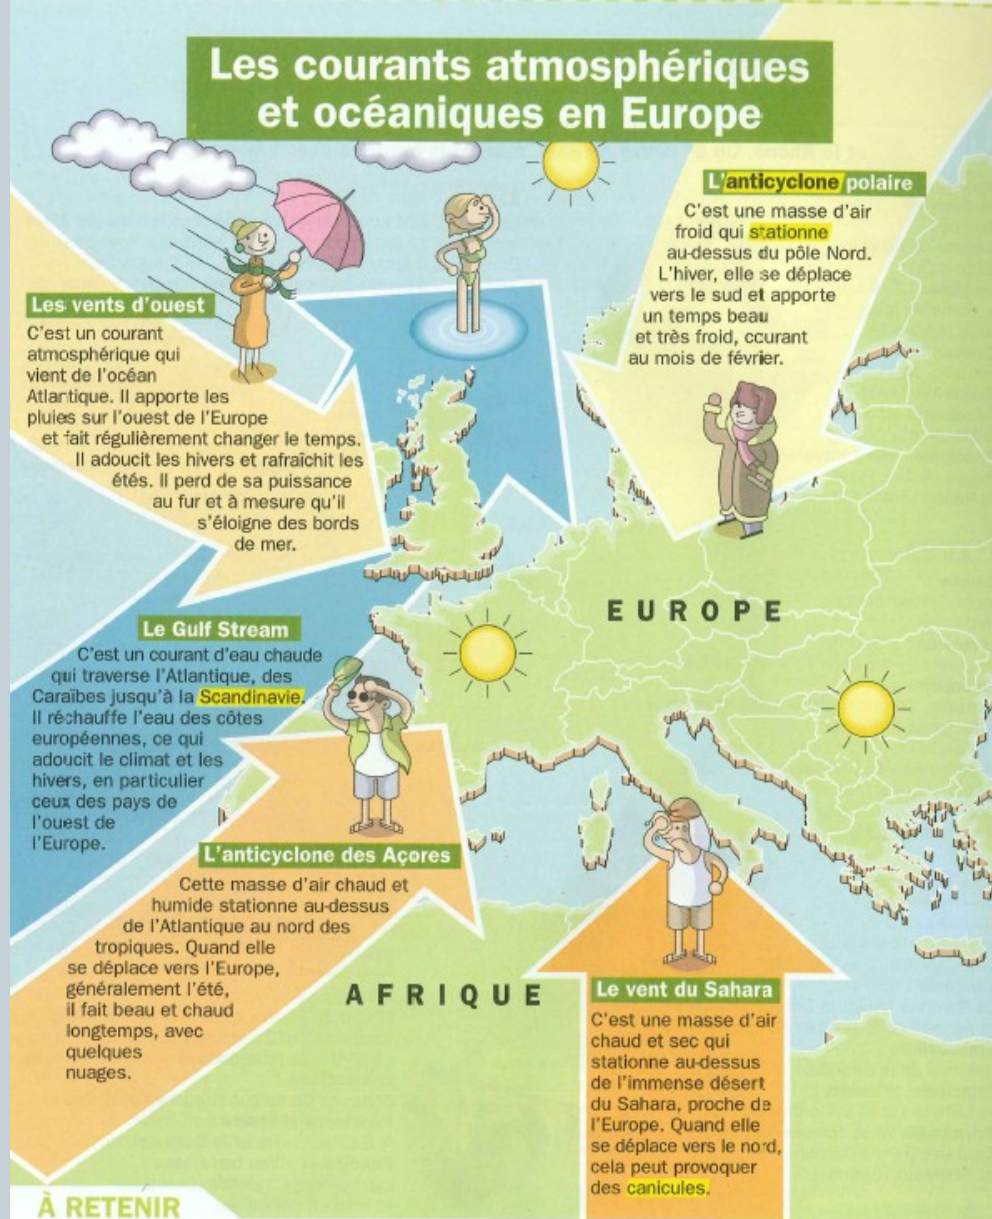 Les courants atmosphériques
et océaniques en Europe
L'anticyclone polaire
C'est une masse d'air
froid qui stationne
au-dessus du pôle Nord.
L'hiver, elle se déplace
vers le sud et apporte
un temps beau
et très froid, courant
au mois de février.
Les vents d'ouest
C'est un courant
atmosphérique qui
vient de l'océan
Atlantique. Il apporte les
pluies sur l'ouest de l'Europe
et fait régulièrement changer le temps.
Il adoucit les hivers et rafraîchit les
étés. Il perd de sa puissance
au fur et à mesure qu'il
s'éloigne des bords
de mer.
EUROPE
Le Gulf Stream
C'est un courant d'eau chaude
qui traverse l'Atlantique, des
Caraïbes jusqu'à la Scandinavie.
Il réchauffe l'eau des côtes
européennes, ce qui
adoucit le climat et les
hivers, en particulier
ceux des pays de
l'ouest de
l'Europe.
L'anticyclone des Açores
Cette masse d'air chaud et
humide stationne au-dessus
de l'Atlantique au nord des
tropiques. Quand elle
se déplace vers l'Europe,
généralement l'été,
il fait beau et chaud
longtemps, avec
quelques
nuages.
AFRIQUE
Le vent du Sahara
C'est une masse d'air
chaud et sec qui
stationne au-dessus
de l'immense désert
du Sahara, proche de
l'Europe. Quand elle
se déplace vers le nord,
cela peut provoquer
des canicules.
À RETENIR